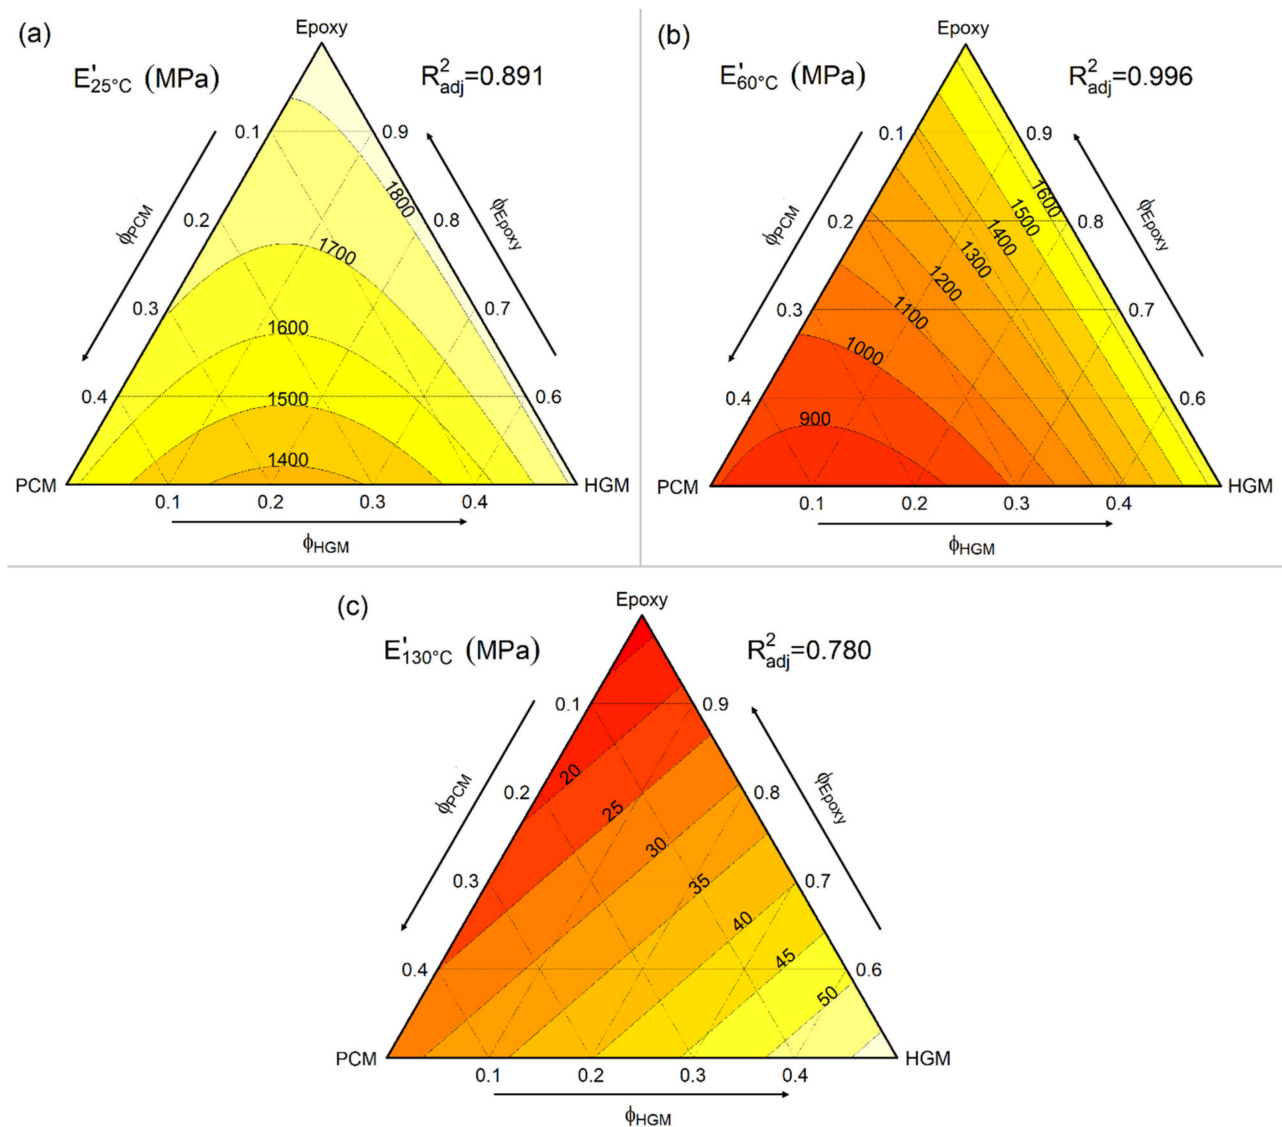 (a)
Epoxy
E'25°C (MPa)
R²adj=0.891
0.1
0.9
ϕPCM
0.2
1800
0.8
ϕEpoxy
1700
0.3
1600
0.7
0.4
1500
0.6
1400
PCM
HGM
0.1
0.2
0.3
0.4
ϕHGM
(b)
Epoxy
E'60°C (MPa)
R²adj=0.996
0.1
0.9
ϕPCM
0.2
1600
1500
1400
1300
1200
1100
0.8
ϕEpoxy
0.3
1000
0.7
0.4
900
0.6
PCM
HGM
0.1
0.2
0.3
0.4
ϕHGM
(c)
Epoxy
E'130°C (MPa)
R²adj=0.780
0.1
0.9
ϕPCM
0.2
20
25
0.8
ϕEpoxy
30
0.3
35
0.7
40
0.4
45
0.6
50
PCM
HGM
0.1
0.2
0.3
0.4
ϕHGM